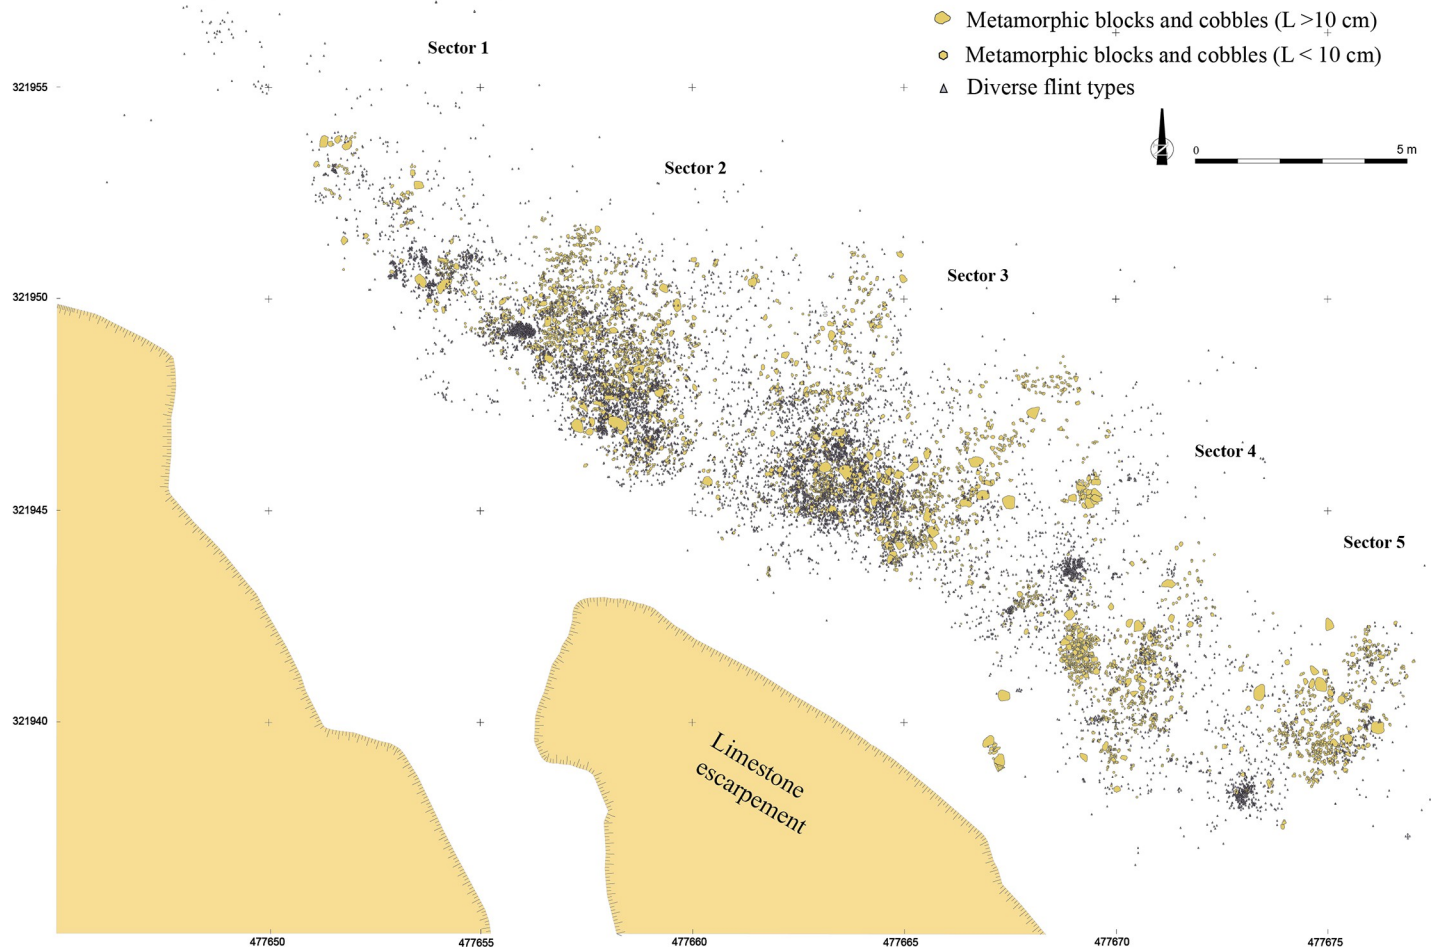 Metamorphic blocks and cobbles (L >10 cm)
Metamorphic blocks and cobbles (L < 10 cm)
Diverse flint types
0 5 m
Sector 1
Sector 2
Sector 3
Sector 4
Sector 5
321955
321950
321945
321940
Limestone
escarpement
477650 477655 477660 477665 477670 477675